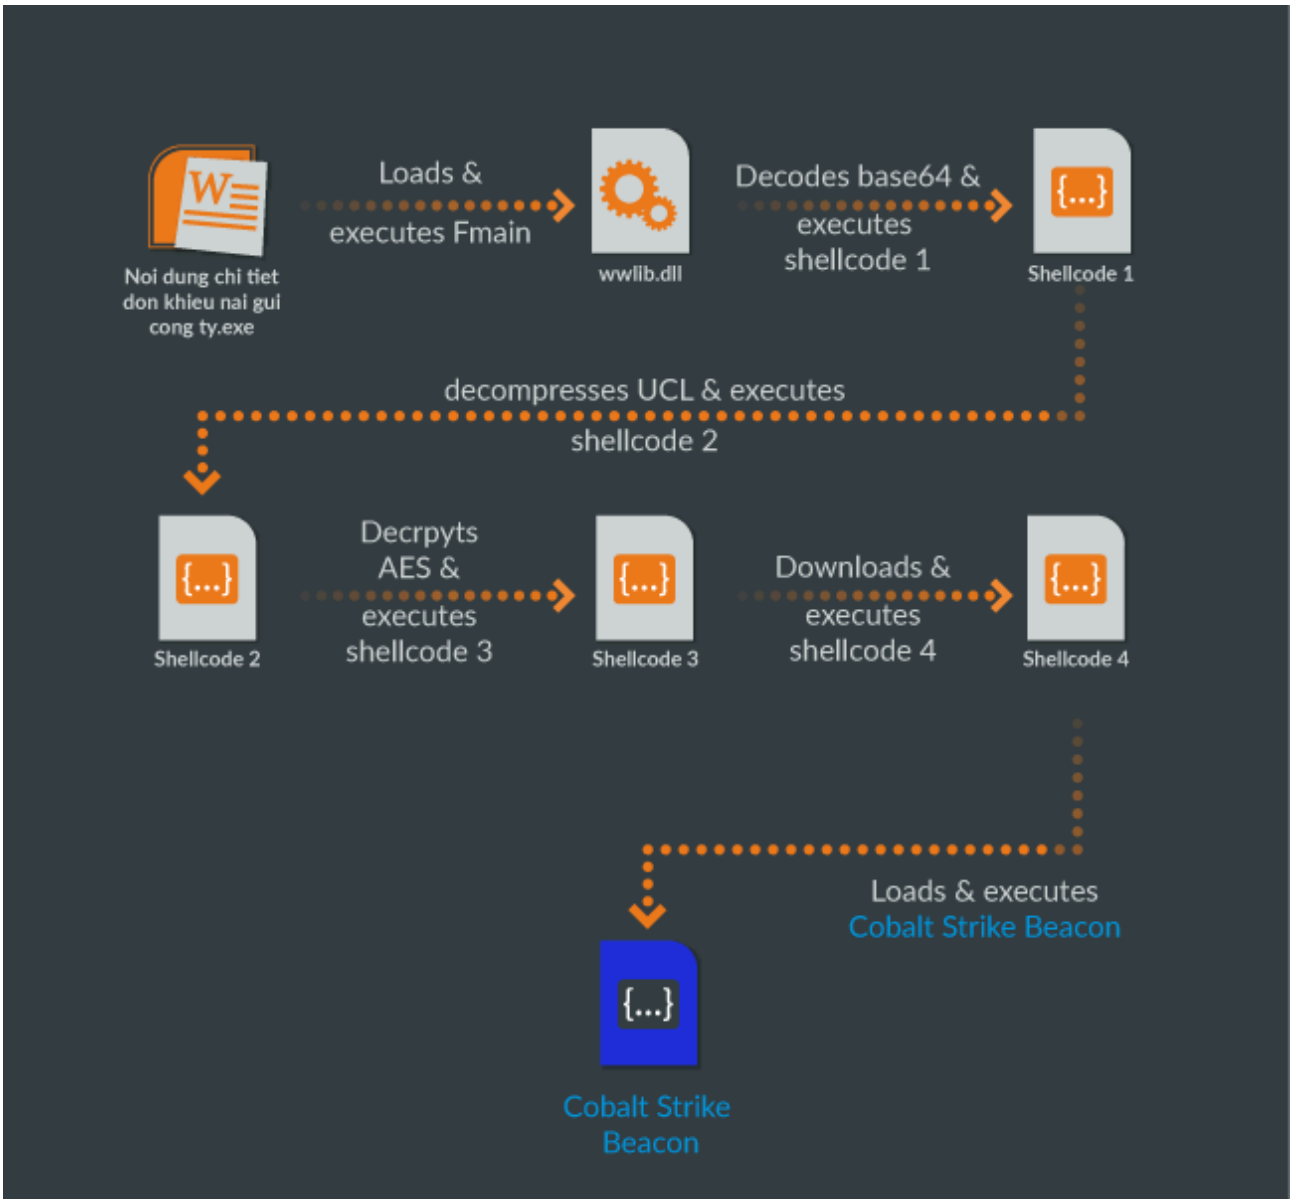 Loads &
executes Fmain
Decodes base64 &
executes
shellcode 1
W
{...}
Noi dung chi tiet
don khieu nai gui
cong ty.exe
wwlib.dll
Shellcode 1
decompresses UCL & executes
shellcode 2
Decrpyts
AES &
executes
shellcode 3
Downloads &
executes
shellcode 4
{...}
{...}
{...}
Shellcode 2
Shellcode 3
Shellcode 4
Loads & executes
Cobalt Strike Beacon
{...}
Cobalt Strike
Beacon